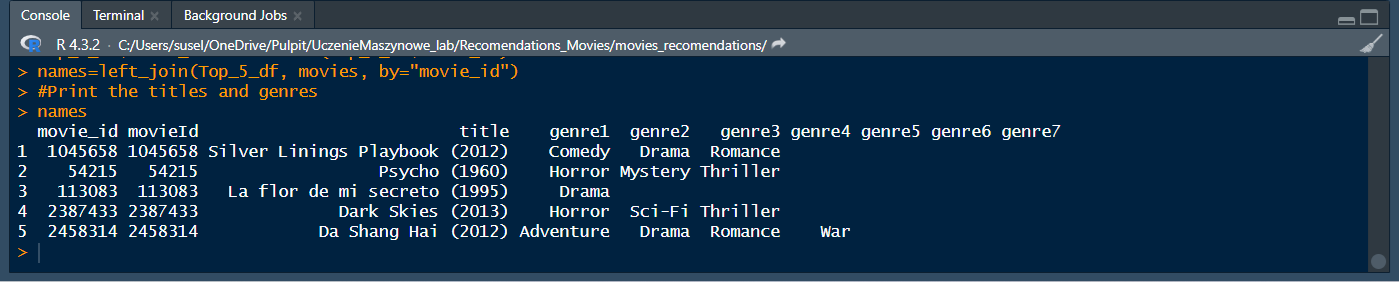 Console Terminal Background Jobs
R 4.3.2 · C:/Users/susel/OneDrive/Pulpit/UczenieMaszynowe_lab/Recomendations_Movies/movies_recomendations/
> names=left_join(Top_5_df, movies, by="movie_id")
> #Print the titles and genres
> names
movie_id movieId title genre1 genre2 genre3 genre4 genre5 genre6 genre7
1 1045658 1045658 Silver Linings Playbook (2012) Comedy Drama Romance
2 54215 54215 Psycho (1960) Horror Mystery Thriller
3 113083 113083 La flor de mi secreto (1995) Drama
4 2387433 2387433 Dark Skies (2013) Horror Sci-Fi Thriller
5 2458314 2458314 Da Shang Hai (2012) Adventure Drama Romance War
>